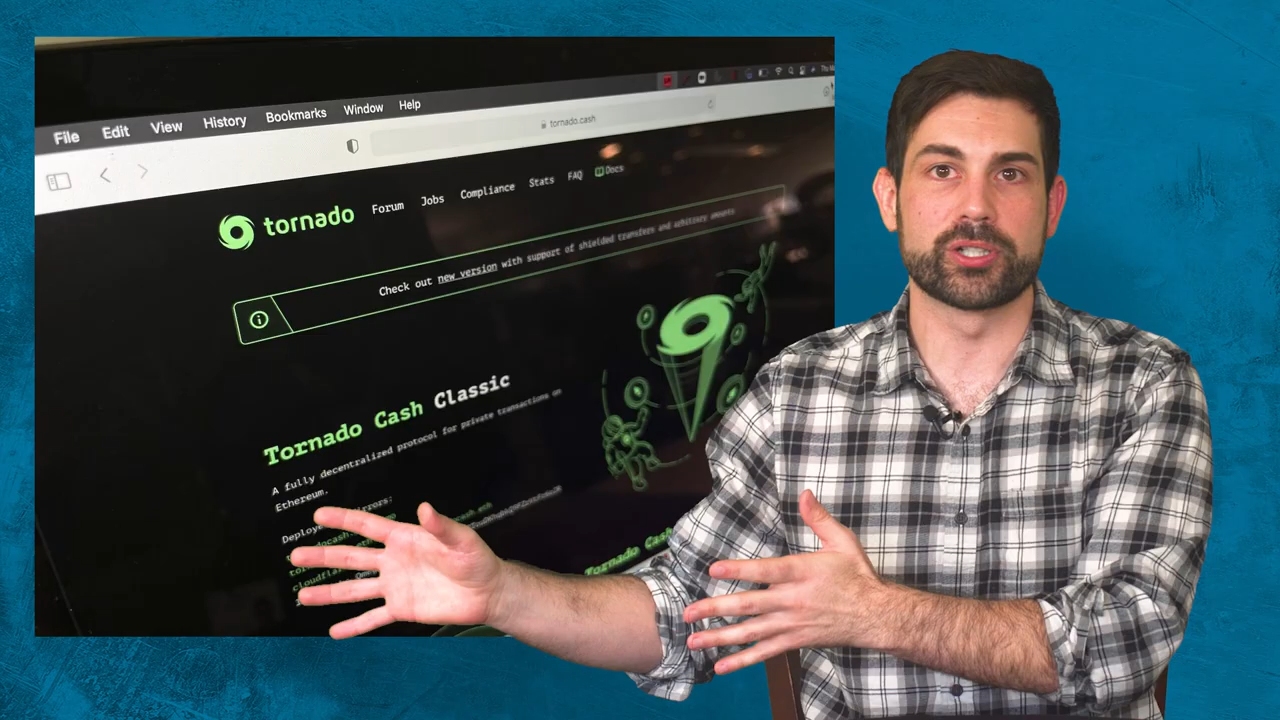 File Edit View History Bookmarks Window Help
tornado.cash
tornado Forum Jobs Compliance Stats FAQ Docs
Check out new version with support of shielded transfers and arbitrary amounts
Tornado Cash Classic
A fully decentralized protocol for private transactions on
Ethereum.
Tornado Cash